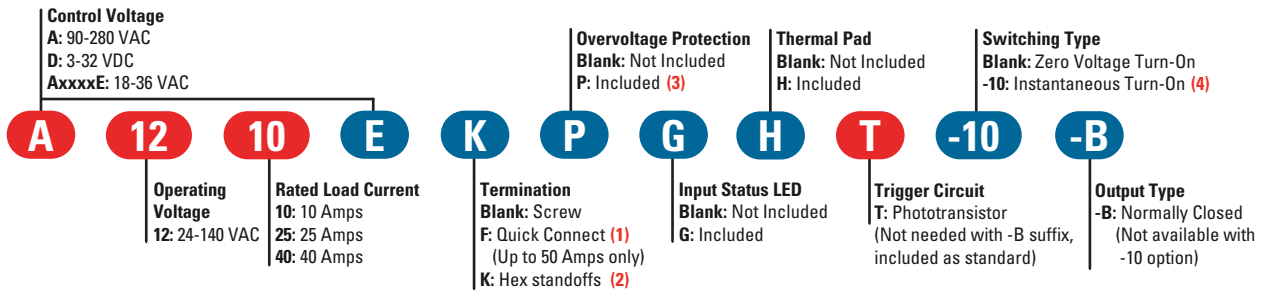 Control Voltage
A: 90-280 VAC
D: 3-32 VDC
AxxxxE: 18-36 VAC
Overvoltage Protection
Blank: Not Included
P: Included (3)
Thermal Pad
Blank: Not Included
H: Included
Switching Type
Blank: Zero Voltage Turn-On
-10: Instantaneous Turn-On (4)
A 12 10 E K P G H T -10 -B
Operating
Voltage
12: 24-140 VAC
Rated Load Current
10: 10 Amps
25: 25 Amps
40: 40 Amps
Termination
Blank: Screw
F: Quick Connect (1)
(Up to 50 Amps only)
K: Hex standoffs (2)
Input Status LED
Blank: Not Included
G: Included
Trigger Circuit
T: Phototransistor
(Not needed with -B suffix,
included as standard)
Output Type
-B: Normally Closed
(Not available with
-10 option)